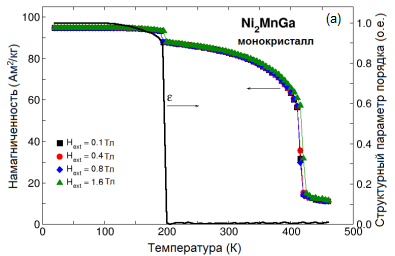 Ni2MnGa (a)
монокристалл
Намагниченность (Ам²/кг)
100
80
60
40
20
0
ε
Hext = 0.1 Тл
Hext = 0.4 Тл
Hext = 0.8 Тл
Hext = 1.6 Тл
1.0
0.8
0.6
0.4
0.2
0.0
Структурный параметр порядка (о.е.)
0 100 200 300 400 500
Температура (К)